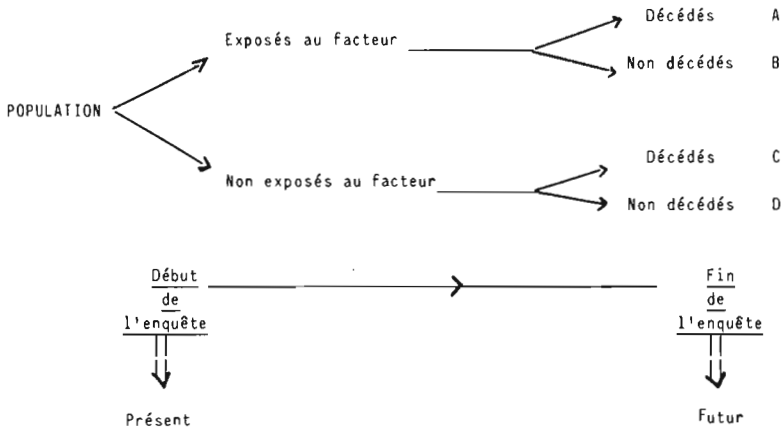 Décédés A
Exposés au facteur
Non décédés B
POPULATION
Décédés C
Non exposés au facteur
Non décédés D
Début Fin
de de
l'enquête l'enquête
Présent Futur